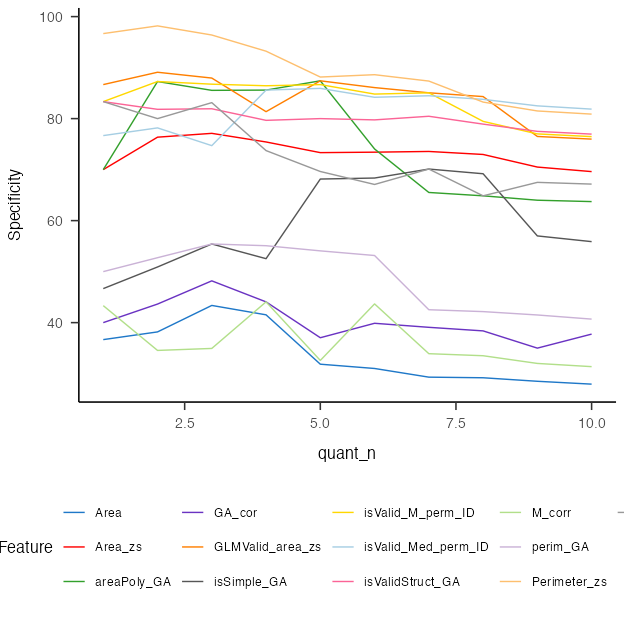 100
80
60
40
Specificity
2.5 5.0 7.5 10.0
quant_n
Feature
Area GA_cor isValid_M_perm_ID M_corr
Area_zs GLMValid_area_zs isValid_Med_perm_ID perim_GA
areaPoly_GA isSimple_GA isValidStruct_GA Perimeter_zs